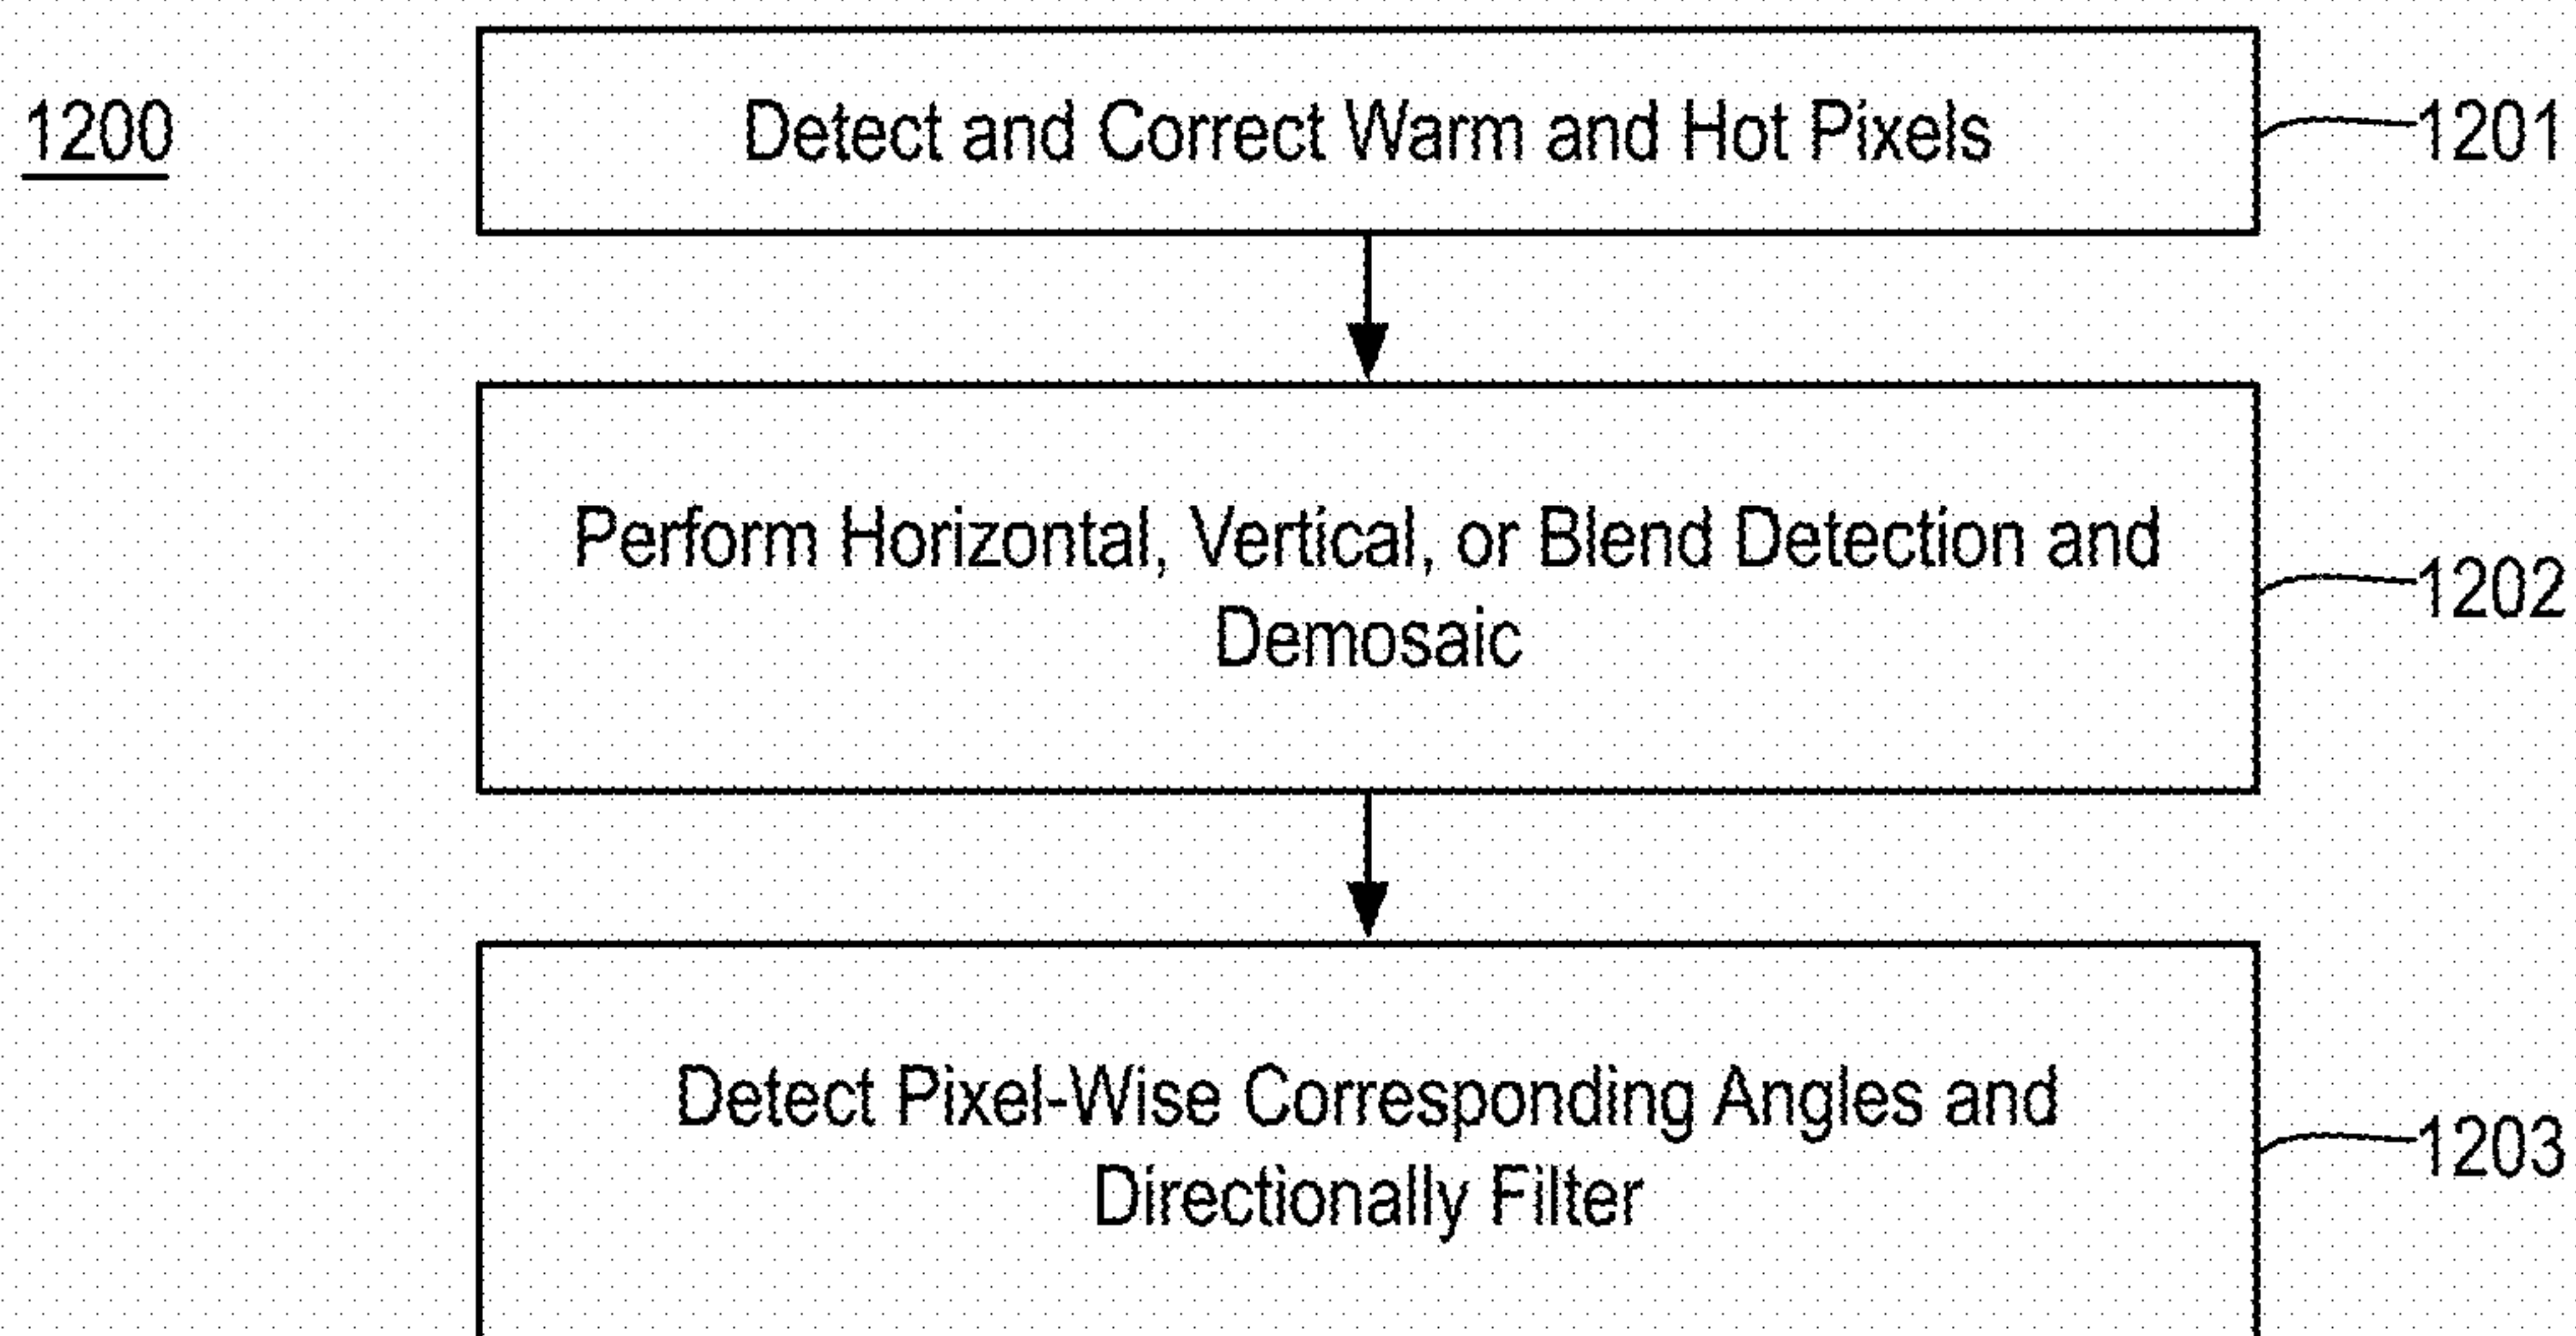 1200
Detect and Correct Warm and Hot Pixels
1201
Perform Horizontal, Vertical, or Blend Detection and
Demosaic
1202
Detect Pixel-Wise Corresponding Angles and
Directionally Filter
1203